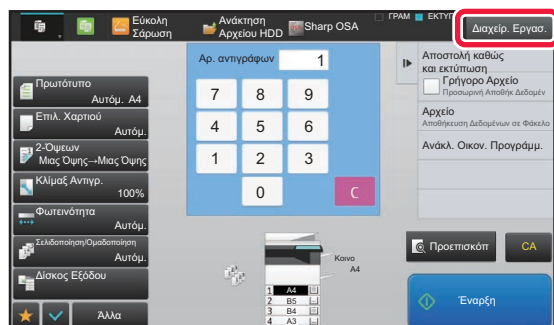 Εύκολη
Σάρωση
Ανάκτηση
Αρχείου HDD
Sharp OSA
ΓΡΑΜ
ΕΚΤΥΓ
Διαχείρ. Εργασ.
Πρωτότυπο
Αυτόμ. A4
Επιλ. Χαρτιού
Αυτόμ.
2-Όψεων
Μιας Όψης→Μιας Όψης
Κλίμαξ Αντιγρ.
100%
Φωτεινότητα
Αυτόμ.
Σελιδοποίηση/Ομαδοποίηση
Αυτόμ.
Δίσκος Εξόδου
Άλλα
Αρ. αντιγράφων 1
7 8 9
4 5 6
1 2 3
0 C
Κοινο
A4
1 A4
2 B5
3 B4
4 A3
Αποστολή καθώς
και εκτύπωση
Γρήγορο Αρχείο
Προσωρινή Αποθήκ Δεδομέν
Αρχείο
Αποθήκευση Δεδομένων σε Φάκελο
Ανάκλ. Οικον. Προγράμμ.
Προεπισκόπ
CA
Έναρξη